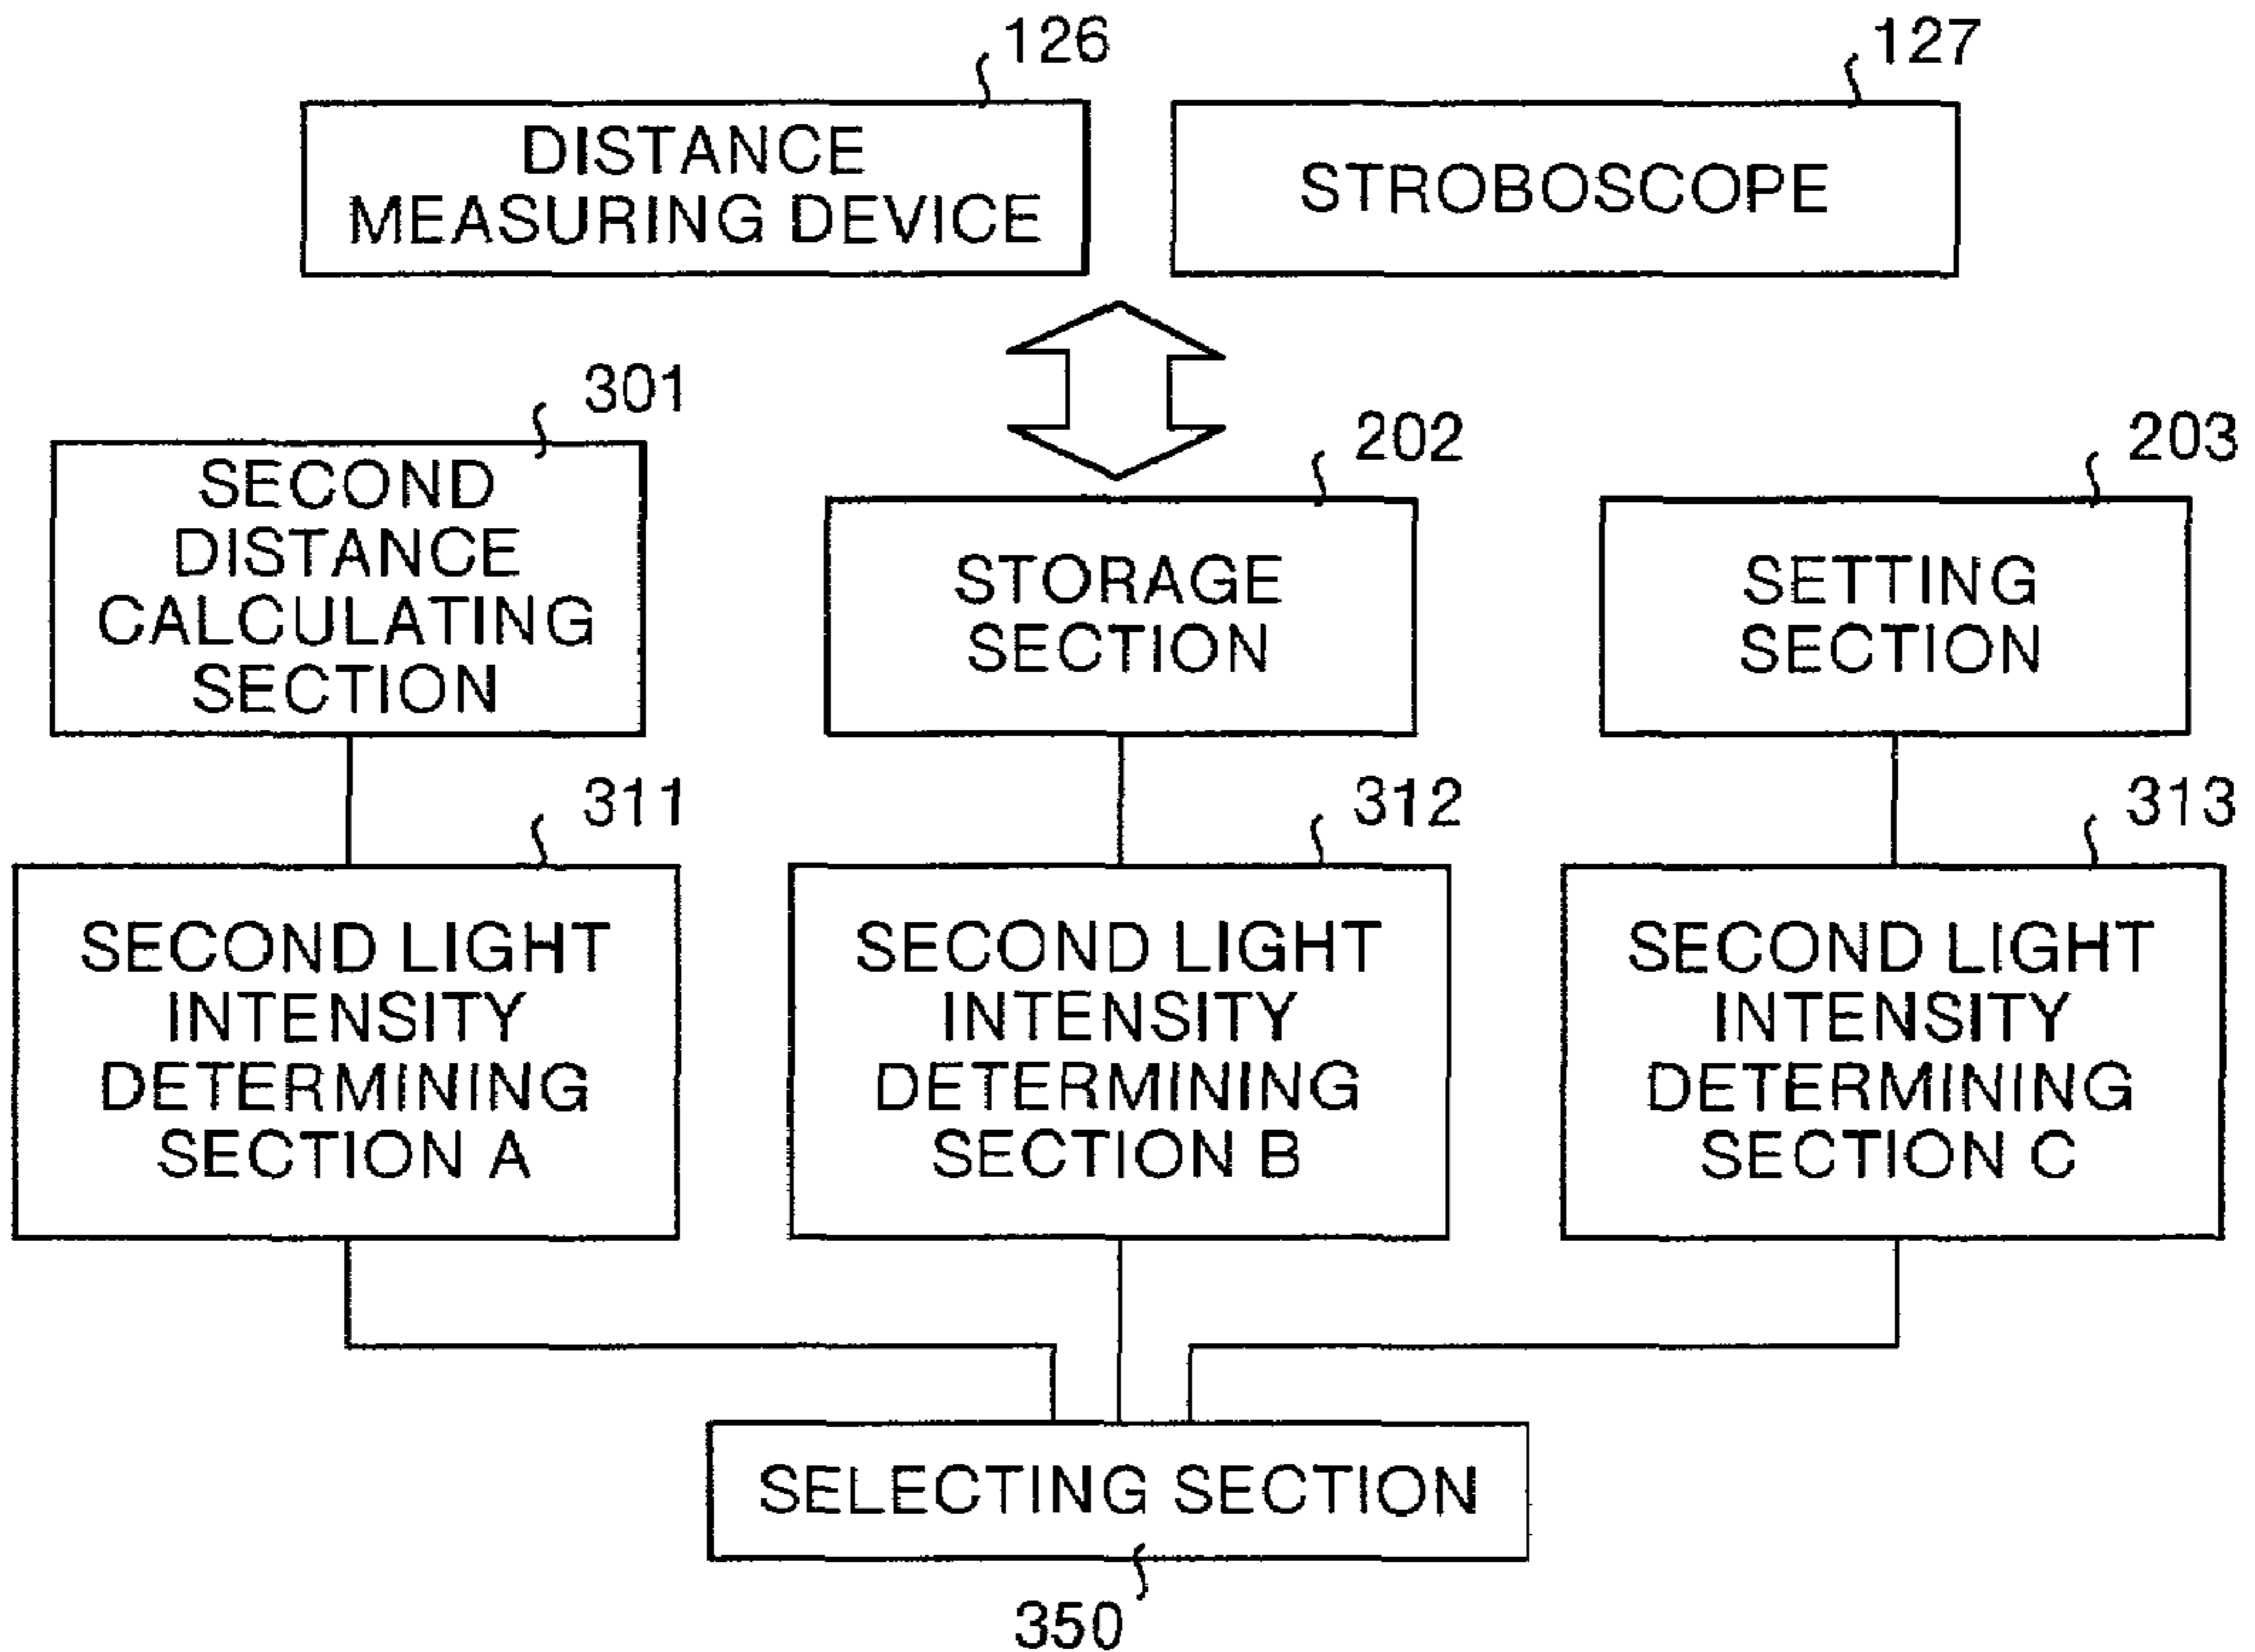 126
127
DISTANCE
MEASURING DEVICE
STROBOSCOPE
301
202
203
SECOND
DISTANCE
CALCULATING
SECTION
STORAGE
SECTION
SETTING
SECTION
311
312
313
SECOND LIGHT
INTENSITY
DETERMINING
SECTION A
SECOND LIGHT
INTENSITY
DETERMINING
SECTION B
SECOND LIGHT
INTENSITY
DETERMINING
SECTION C
SELECTING SECTION
350